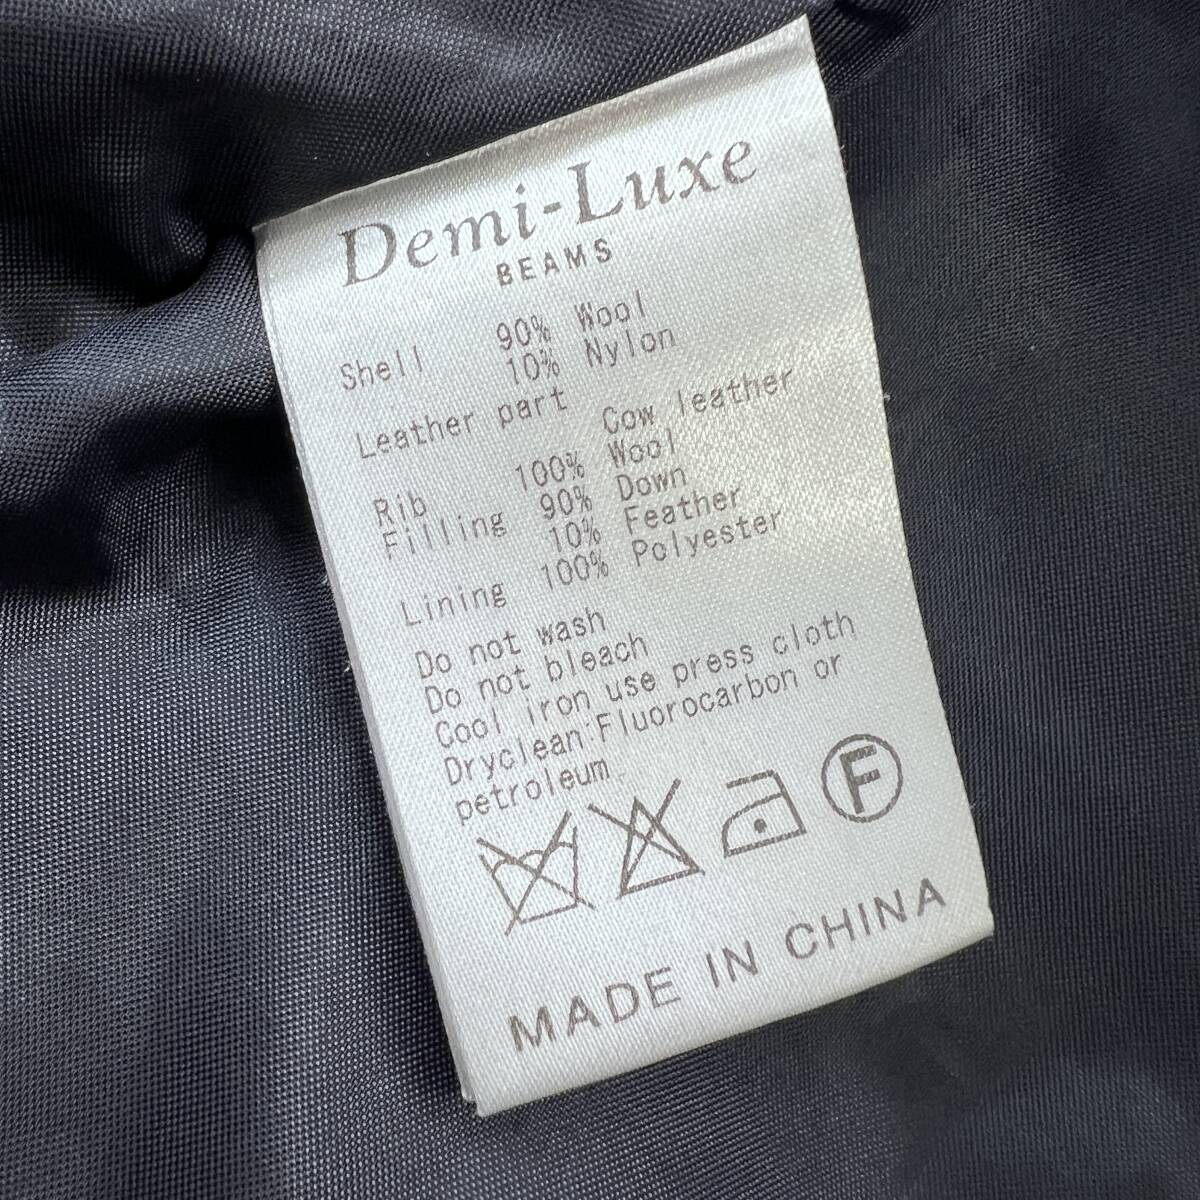 Demi-Luxe
BEAMS
Shell 90% Wool
10% Nylon
Leather part
Cow leather
Rib 100% Wool
Filling 90% Down
10% Feather
Lining 100% Polyester
Do not wash
Do not bleach
Cool iron use press cloth
Dryclean:Fluorocarbon or
petroleum
F
MADE IN CHINA